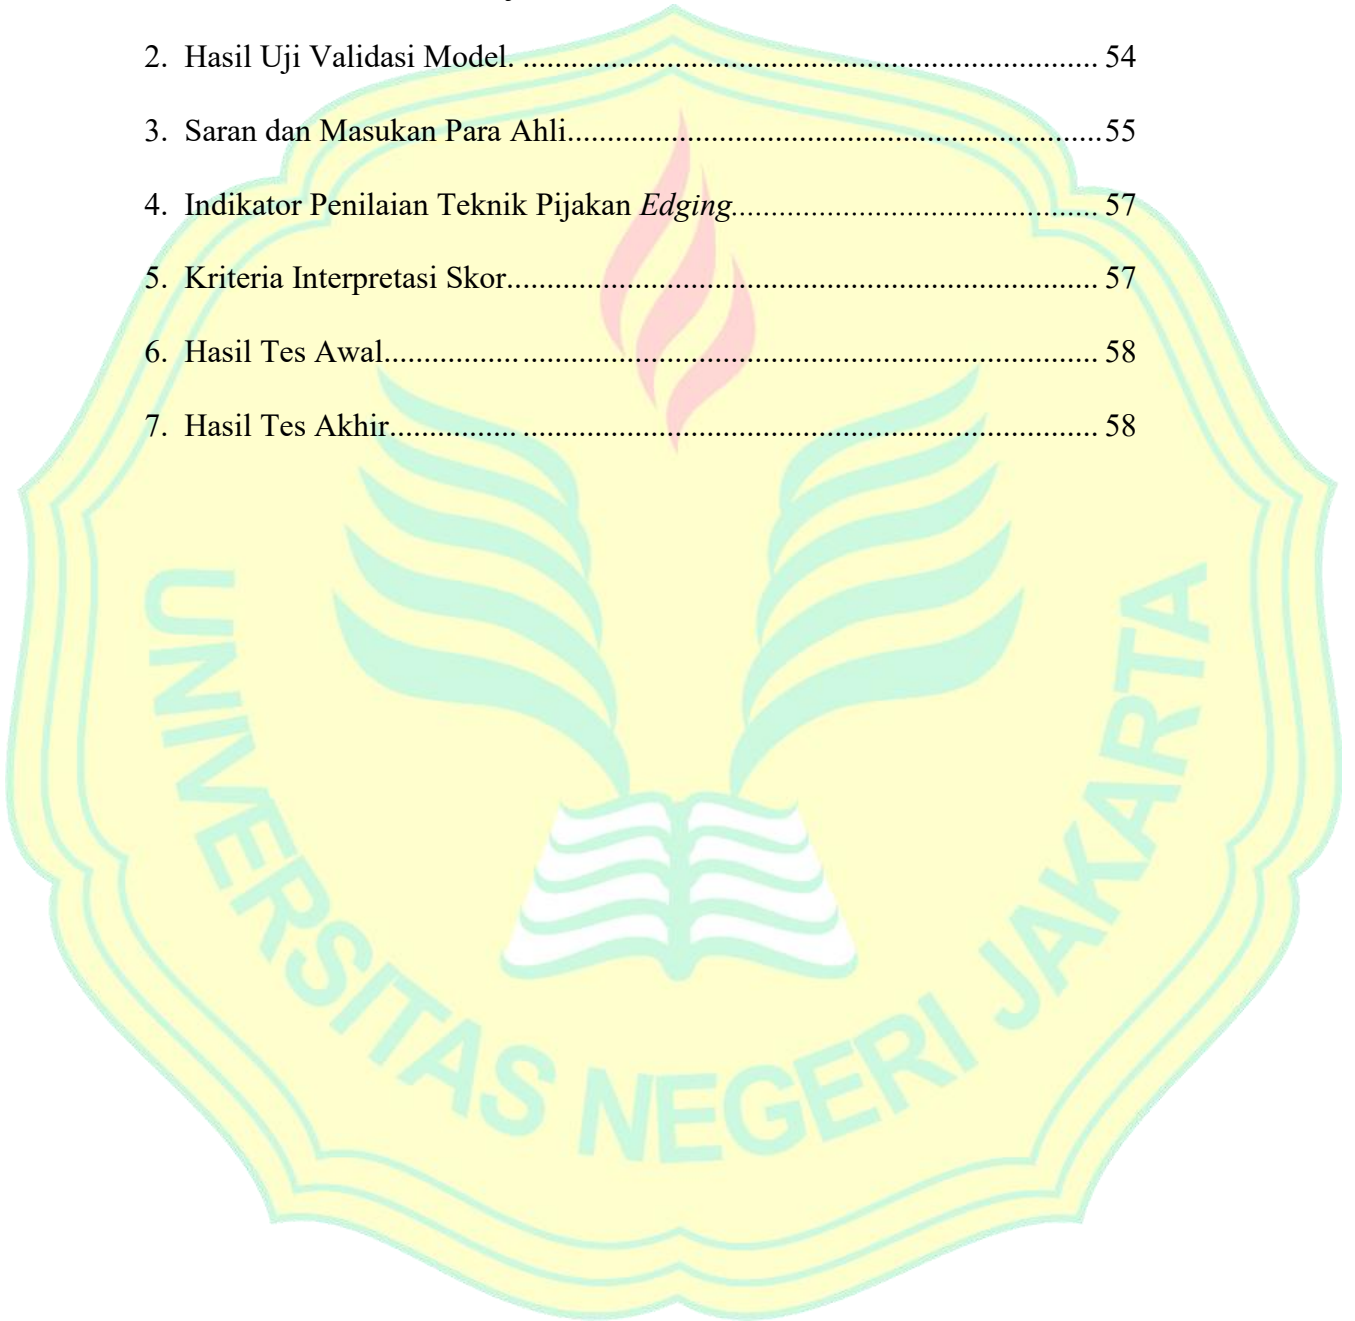 2. Hasil Uji Validasi Model. ........................................................................ 54
3. Saran dan Masukan Para Ahli...................................................................55
4. Indikator Penilaian Teknik Pijakan Edging.............................................. 57
5. Kriteria Interpretasi Skor.......................................................................... 57
6. Hasil Tes Awal................. ........................................................................ 58
7. Hasil Tes Akhir................ ........................................................................ 58
UNIVERSITAS NEGERI JAKARTA